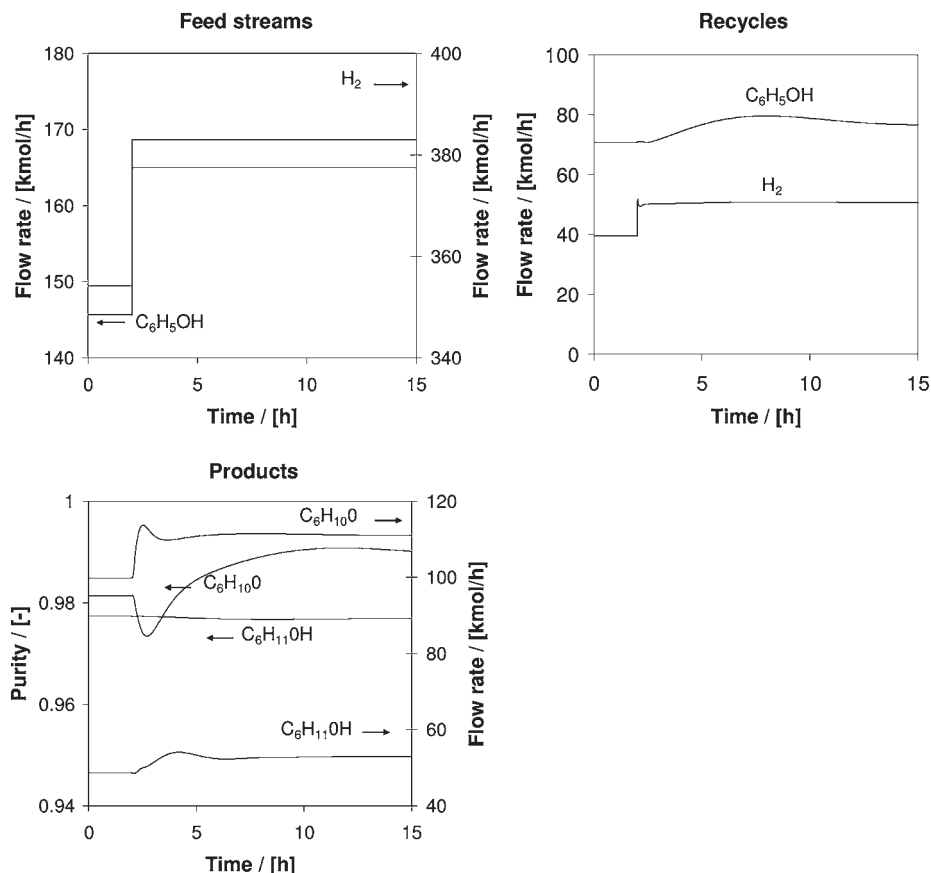 Feed streams
Flow rate / [kmol/h]
180
170
160
150
140
H₂
C₆H₅OH
400
380
360
340
Flow rate / [kmol/h]
0 5 10 15
Time / [h]
Recycles
Flow rate / [kmol/h]
100
80
60
40
20
0
C₆H₅OH
H₂
0 5 10 15
Time / [h]
Products
Purity / [-]
1
0.98
0.96
0.94
C₆H₁₀0
C₆H₁₀0
C₆H₁₁0H
C₆H₁₁0H
120
100
80
60
40
Flow rate / [kmol/h]
0 5 10 15
Time / [h]